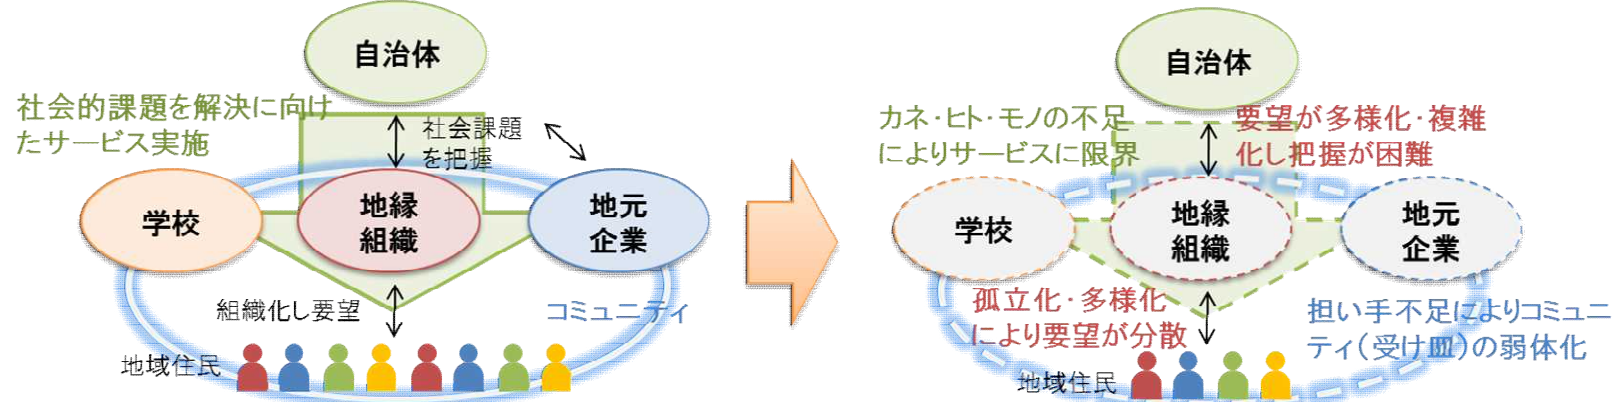 自治体
社会的課題を解決に向け
たサービス実施
社会課題
を把握
学校
地縁
組織
地元
企業
組織化し要望
コミュニティ
地域住民
自治体
カネ・ヒト・モノの不足
によりサービスに限界
要望が多様化・複雑
化し把握が困難
学校
地縁
組織
地元
企業
孤立化・多様化
により要望が分散
担い手不足によりコミュニ
ティ(受け皿)の弱体化
地域住民